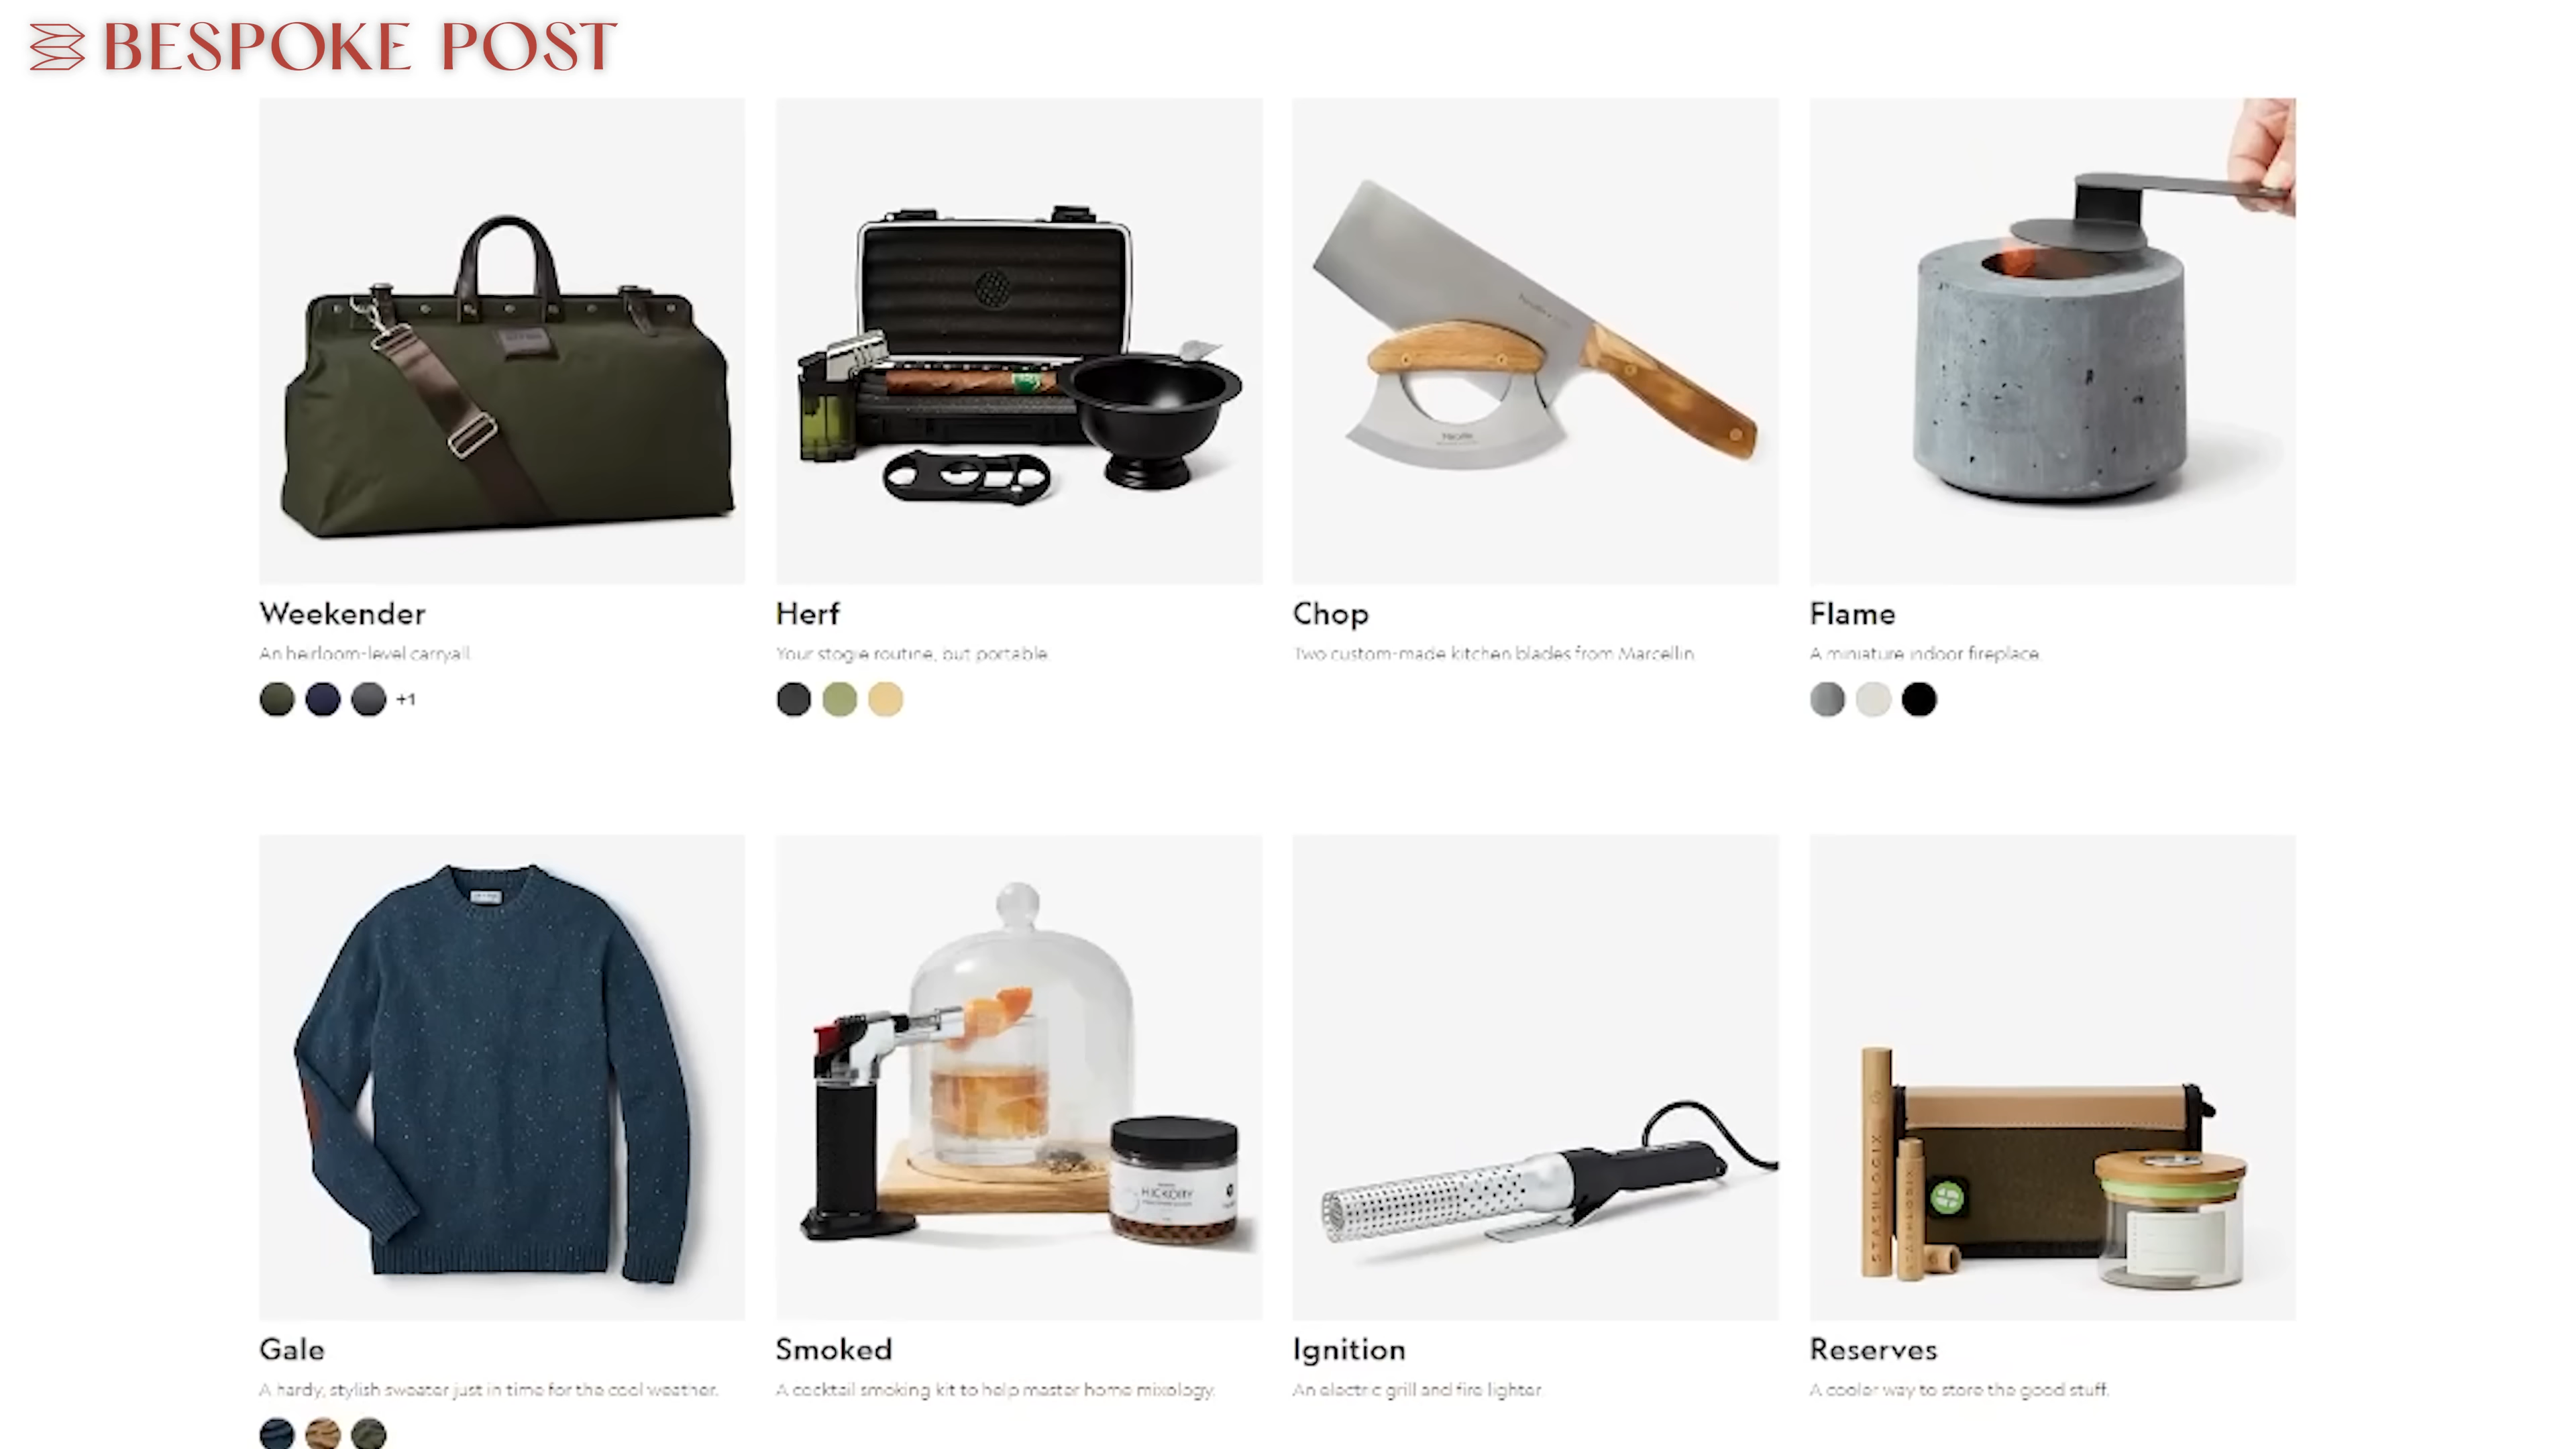 BESPOKE POST
Weekender
An heirloom-level carryall.
+1
Herf
Your stogie routine, but portable.
Chop
Two custom-made kitchen blades from Marcellin.
Flame
A miniature indoor fireplace.
HICKORY
STASHLOGIX
STASHLOGIX
Gale
A hardy, stylish sweater just in time for the cool weather.
Smoked
A cocktail smoking kit to help master home mixology.
Ignition
An electric grill and fire lighter.
Reserves
A cooler way to store the good stuff.